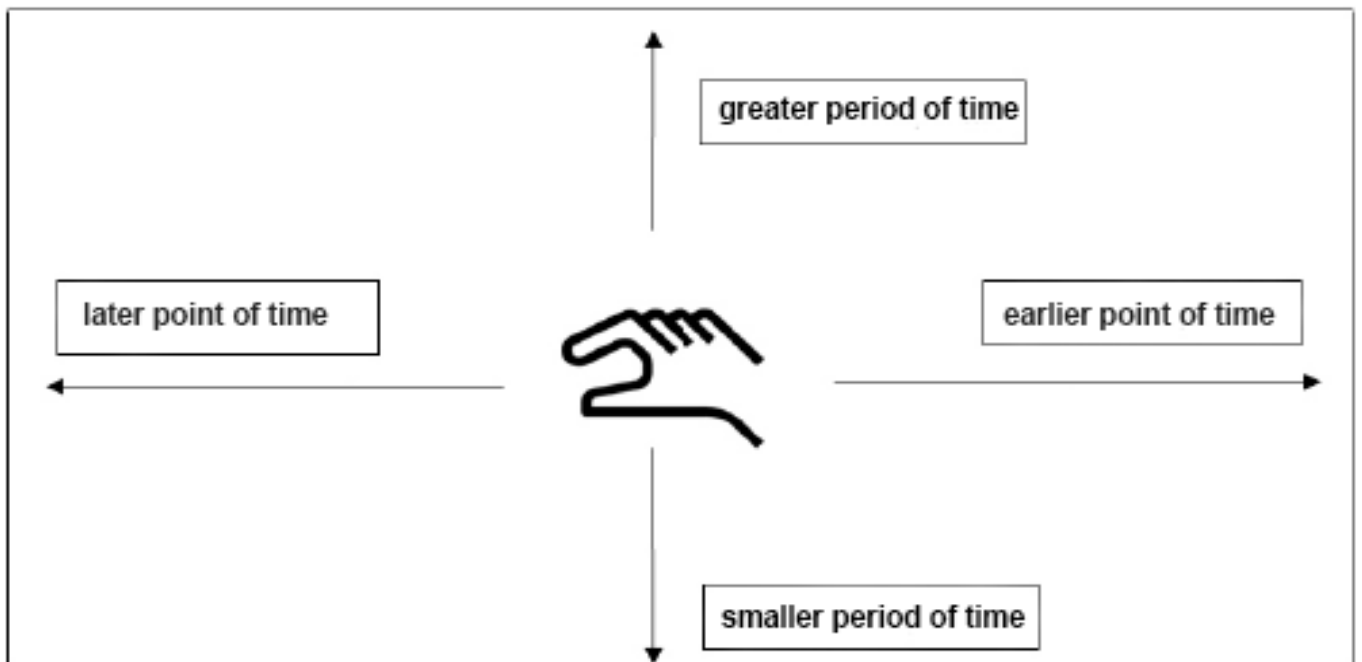 greater period of time
later point of time
earlier point of time
smaller period of time